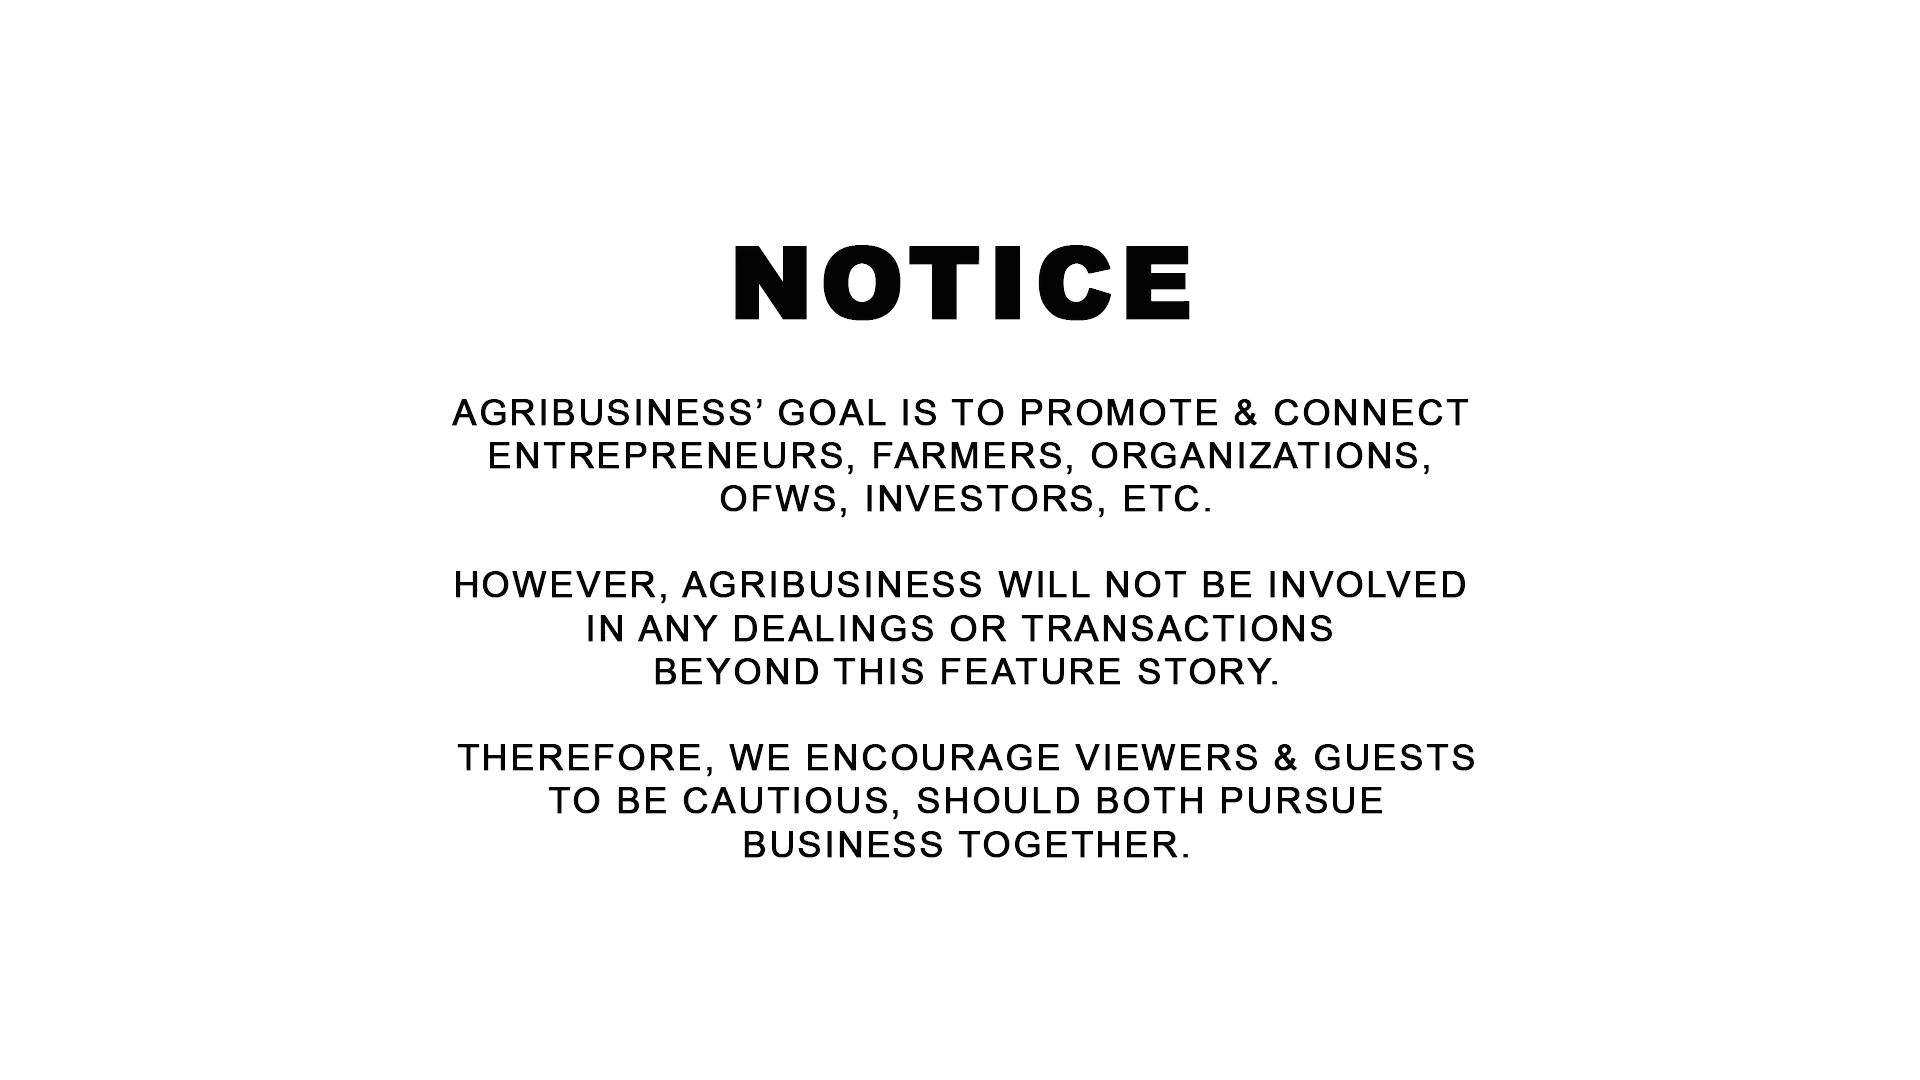 NOTICE
AGRIBUSINESS’ GOAL IS TO PROMOTE & CONNECT
ENTREPRENEURS, FARMERS, ORGANIZATIONS,
OFWS, INVESTORS, ETC.
HOWEVER, AGRIBUSINESS WILL NOT BE INVOLVED
IN ANY DEALINGS OR TRANSACTIONS
BEYOND THIS FEATURE STORY.
THEREFORE, WE ENCOURAGE VIEWERS & GUESTS
TO BE CAUTIOUS, SHOULD BOTH PURSUE
BUSINESS TOGETHER.